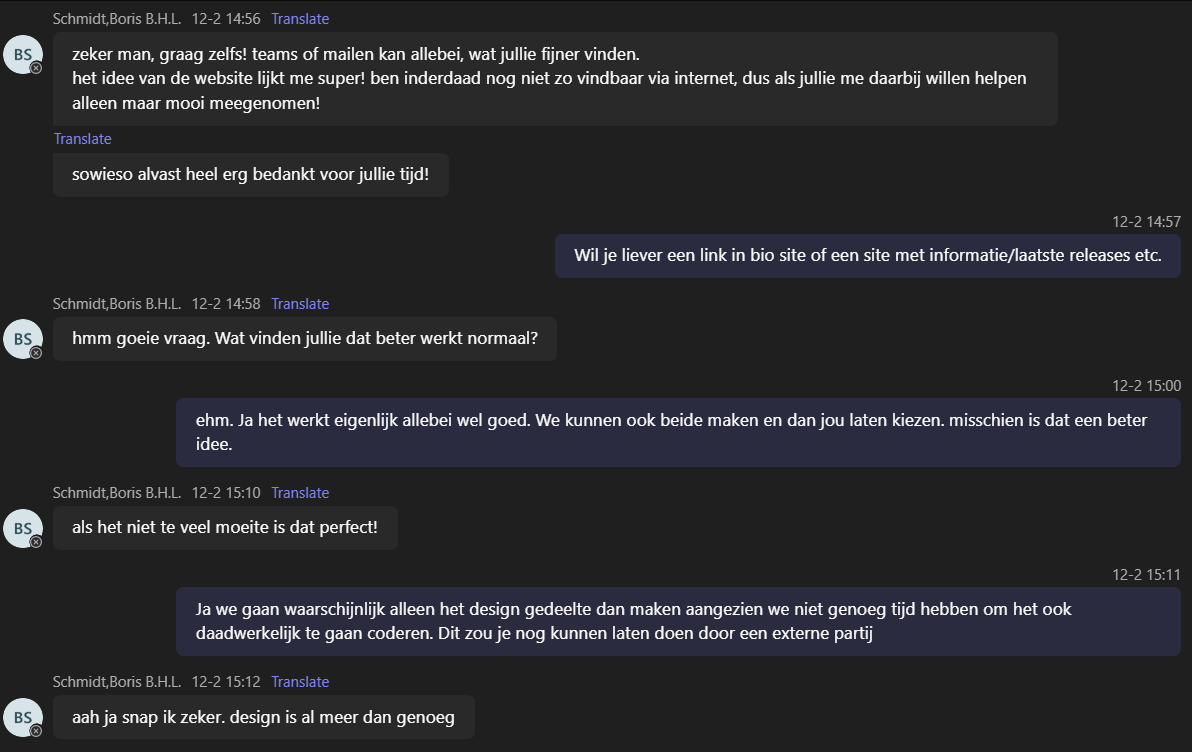 Schmidt,Boris B.H.L. 12-2 14:56 Translate
BS
zeker man, graag zelfs! teams of mailen kan allebei, wat jullie fijner vinden.
het idee van de website lijkt me super! ben inderdaad nog niet zo vindbaar via internet, dus als jullie me daarbij willen helpen
alleen maar mooi meegenomen!
Translate
sowieso alvast heel erg bedankt voor jullie tijd!
12-2 14:57
Wil je liever een link in bio site of een site met informatie/laatste releases etc.
Schmidt,Boris B.H.L. 12-2 14:58 Translate
BS
hmm goeie vraag. Wat vinden jullie dat beter werkt normaal?
12-2 15:00
ehm. Ja het werkt eigenlijk allebei wel goed. We kunnen ook beide maken en dan jou laten kiezen. misschien is dat een beter
idee.
Schmidt,Boris B.H.L. 12-2 15:10 Translate
BS
als het niet te veel moeite is dat perfect!
12-2 15:11
Ja we gaan waarschijnlijk alleen het design gedeelte dan maken aangezien we niet genoeg tijd hebben om het ook
daadwerkelijk te gaan coderen. Dit zou je nog kunnen laten doen door een externe partij
Schmidt,Boris B.H.L. 12-2 15:12 Translate
BS
aah ja snap ik zeker. design is al meer dan genoeg